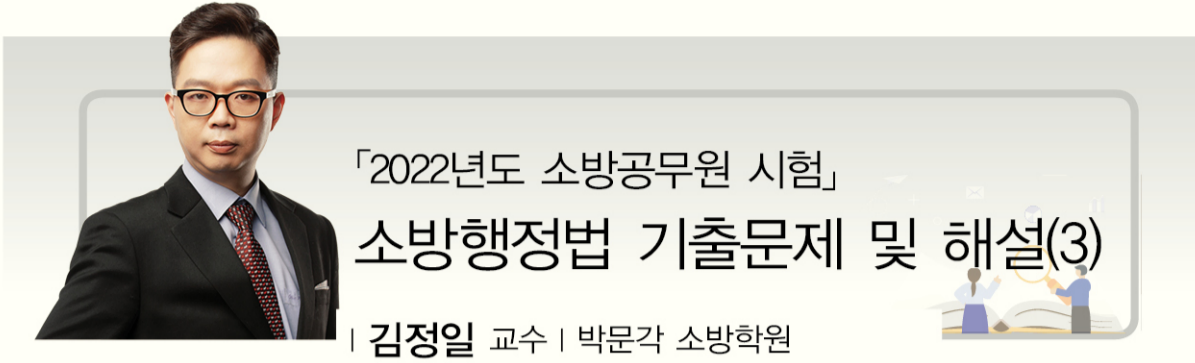 「2022년도 소방공무원 시험」
소방행정법 기출문제 및 해설(3)
| 김정일 교수 | 박문각 소방학원